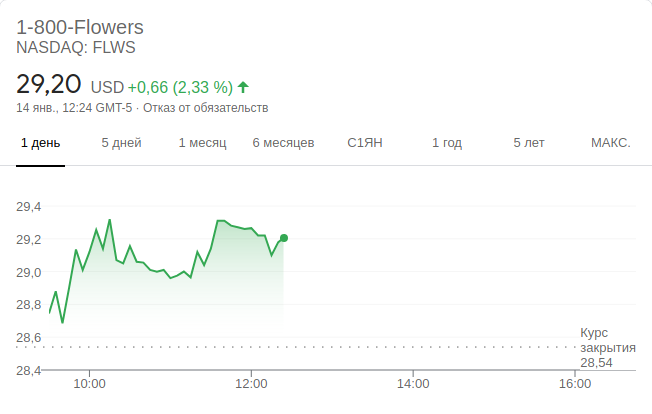 1-800-Flowers
NASDAQ: FLWS
29,20 USD +0,66 (2,33 %)
14 янв., 12:24 GMT-5 · Отказ от обязательств
1 день 5 дней 1 месяц 6 месяцев С1ЯН 1 год 5 лет МАКС.
29,4
29,2
29,0
28,8
28,6
Курс
закрытия
28,54
28,4
10:00 12:00 14:00 16:00